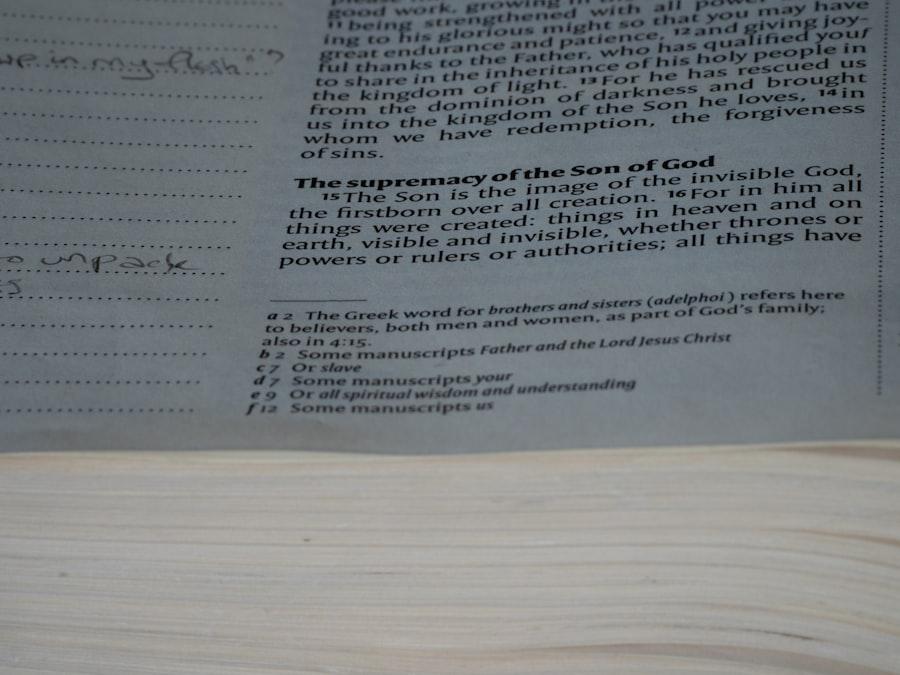 good work, growing in the
11 being strengthened with all power
ing to his glorious might so that you may have
great endurance and patience, 12 and giving joy-
ful thanks to the Father, who has qualified you f
to share in the inheritance of his holy people in
the kingdom of light. 13 For he has rescued us
from the dominion of darkness and brought
us into the kingdom of the Son he loves, 14 in
whom we have redemption, the forgiveness
of sins.
The supremacy of the Son of God
15 The Son is the image of the invisible God,
the firstborn over all creation. 16 For in him all
things were created: things in heaven and on
earth, visible and invisible, whether thrones or
powers or rulers or authorities; all things have
a 2 The Greek word for brothers and sisters (adelphoi) refers here
to believers, both men and women, as part of God's family;
also in 4:15.
b 2 Some manuscripts Father and the Lord Jesus Christ
c 7 Or slave
d 7 Some manuscripts your
e 9 Or all spiritual wisdom and understanding
f 12 Some manuscripts us
up in my flesh"?
to unpack